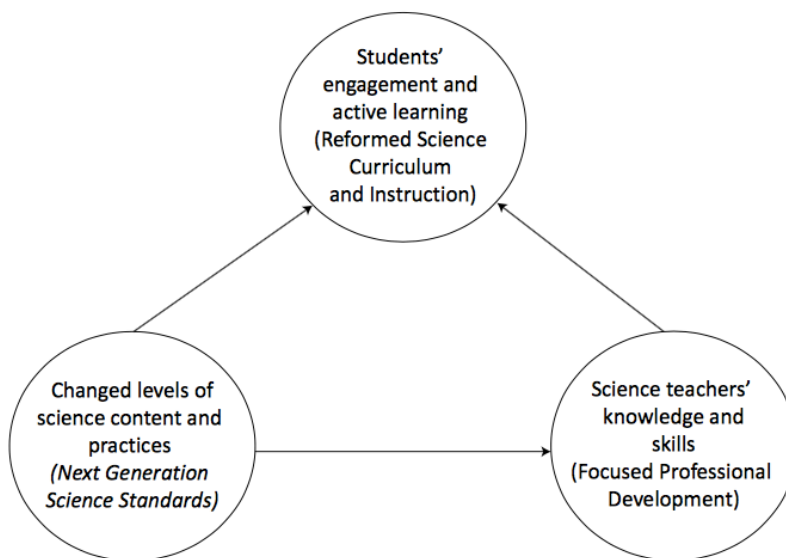 Students’
engagement and
active learning
(Reformed Science
Curriculum
and Instruction)
Changed levels of
science content and
practices
(Next Generation
Science Standards)
Science teachers’
knowledge and
skills
(Focused Professional
Development)